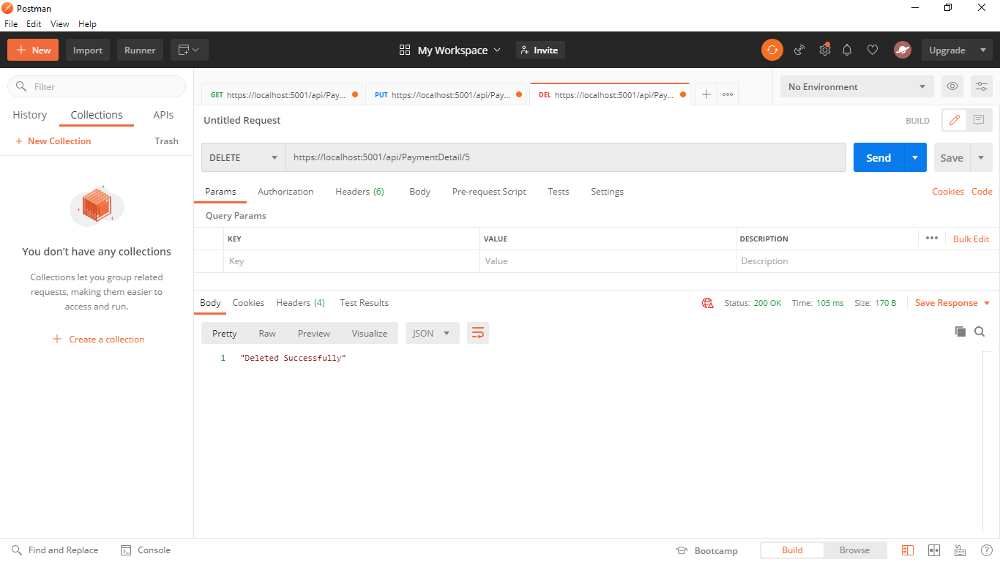 Postman
File Edit View Help
New Import Runner My Workspace Invite Upgrade
Filter
History Collections APIs
+ New Collection Trash
You don’t have any collections
Collections let you group related
requests, making them easier to
access and run.
+ Create a collection
GET https://localhost:5001/api/Pay... PUT https://localhost:5001/api/Pay... DEL https://localhost:5001/api/Pay... No Environment
Untitled Request BUILD
DELETE https://localhost:5001/api/PaymentDetail/5 Send Save
Params Authorization Headers (6) Body Pre-request Script Tests Settings Cookies Code
Query Params
KEY VALUE DESCRIPTION Bulk Edit
Key Value Description
Body Cookies Headers (4) Test Results Status: 200 OK Time: 105 ms Size: 170 B Save Response
Pretty Raw Preview Visualize JSON
1 "Deleted Successfully"
Find and Replace Console Bootcamp Build Browse